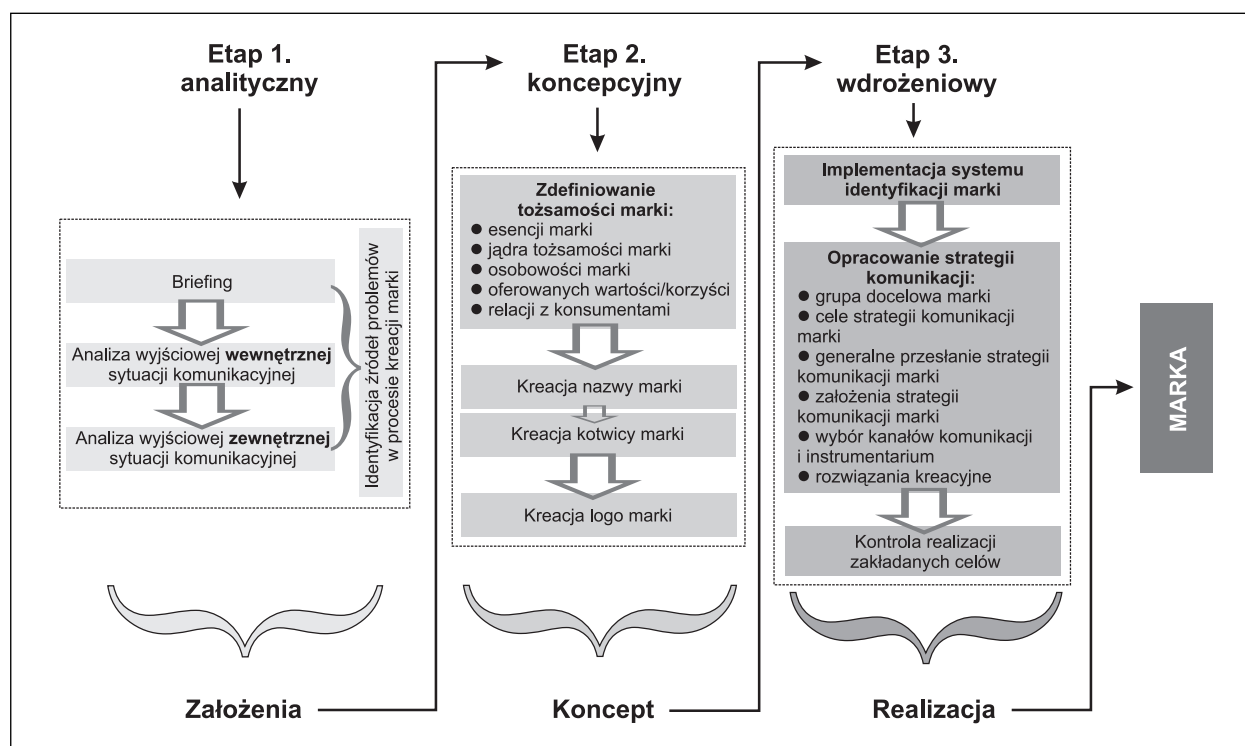 Etap 1.
analityczny
Briefing
Analiza wyjściowej wewnętrznej
sytuacji komunikacyjnej
Analiza wyjściowej zewnętrznej
sytuacji komunikacyjnej
Identyfikacja źródeł problemów
w procesie kreacji marki
Założenia
Etap 2.
koncepcyjny
Zdefiniowanie
tożsamości marki:
● esencji marki
● jądra tożsamości marki
● osobowości marki
● oferowanych wartości/korzyści
● relacji z konsumentami
Kreacja nazwy marki
Kreacja kotwicy marki
Kreacja logo marki
Koncept
Etap 3.
wdrożeniowy
Implementacja systemu
identyfikacji marki
Opracowanie strategii
komunikacji:
● grupa docelowa marki
● cele strategii komunikacji
marki
● generalne przesłanie strategii
komunikacji marki
● założenia strategii
komunikacji marki
● wybór kanałów komunikacji
i instrumentarium
● rozwiązania kreacyjne
Kontrola realizacji
zakładanych celów
Realizacja
MARKA